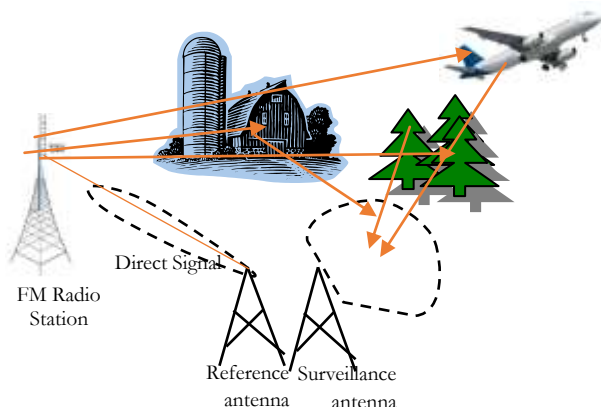 Direct Signal
FM Radio
Station
Reference
antenna
Surveillance
antenna